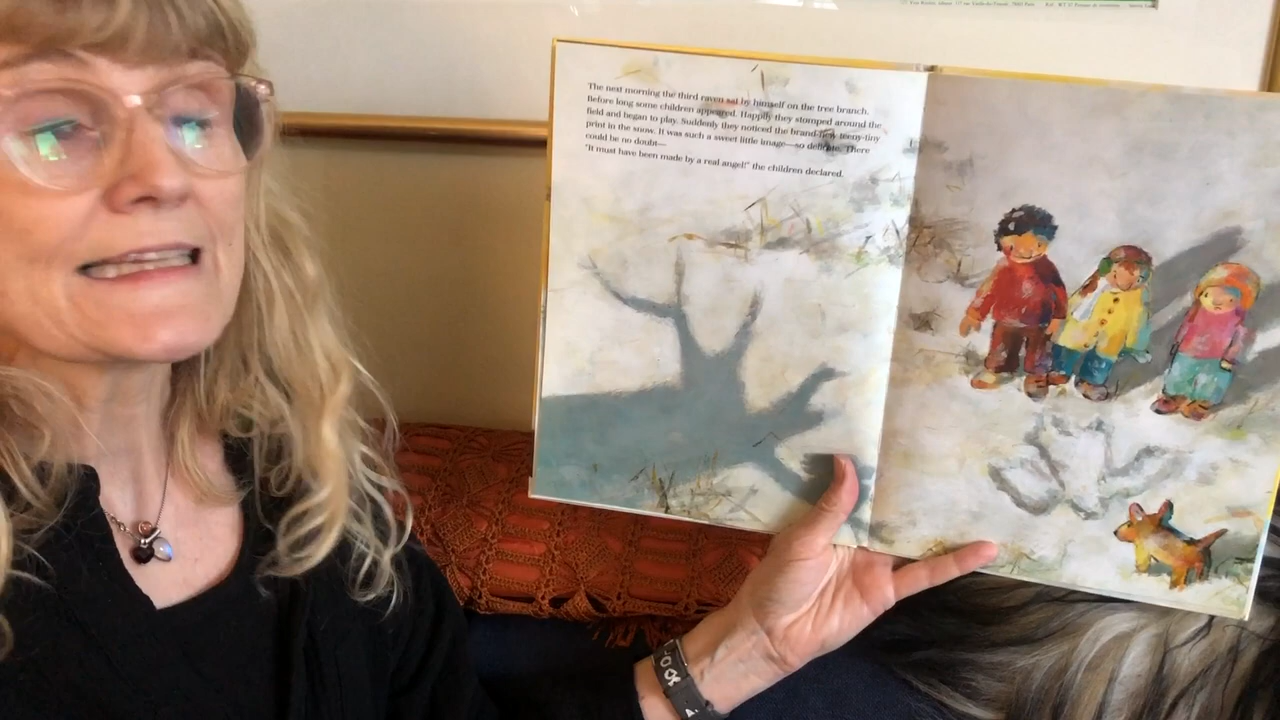 The next morning the third raven sat by himself on the tree branch.
Before long some children appeared. Happily they stomped around the
field and began to play. Suddenly they noticed the brand-new teeny-tiny
print in the snow. It was such a sweet little image—so delicate. There
could be no doubt—
"It must have been made by a real angel!" the children declared.